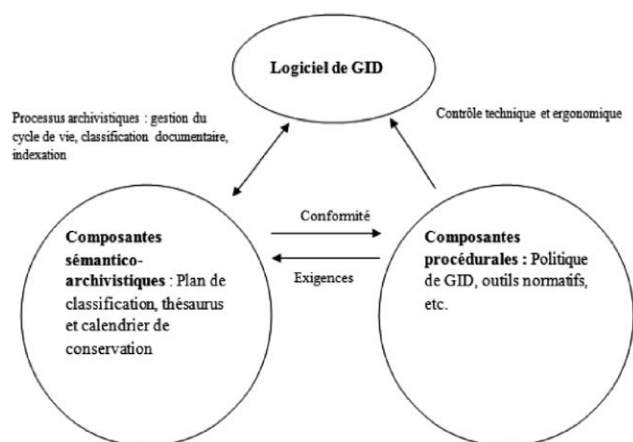 Logiciel de GID
Processus archivistiques : gestion du
cycle de vie, classification documentaire,
indexation
Contrôle technique et ergonomique
Conformité
Exigences
Composantes
sémantico-
archivistiques : Plan de
classification, thésaurus
et calendrier de
conservation
Composantes
procédurales : Politique
de GID, outils normatifs,
etc.